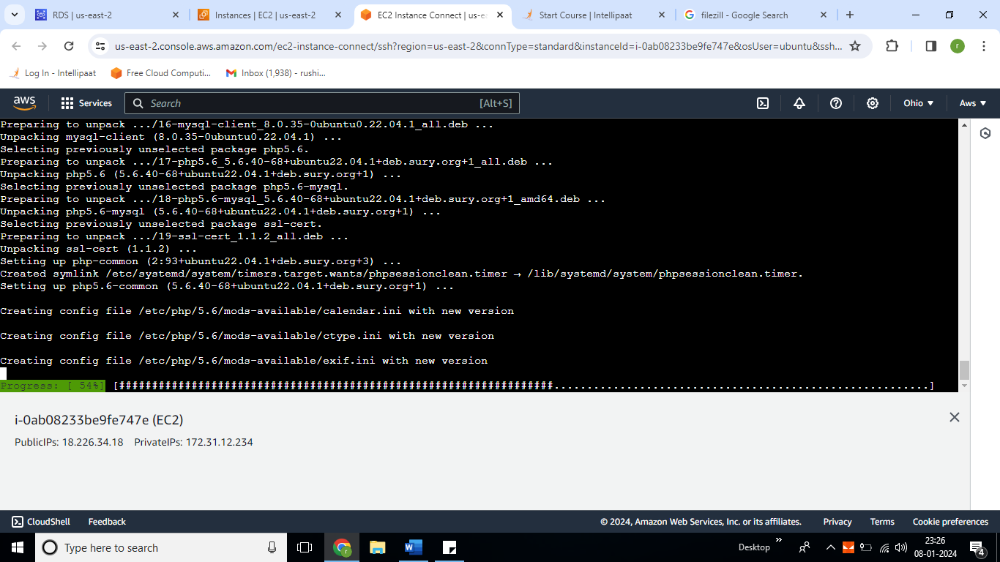 RDS | us-east-2
Instances | EC2 | us-east-2
EC2 Instance Connect | us-ea
Start Course | Intellipaat
filezill - Google Search
us-east-2.console.aws.amazon.com/ec2-instance-connect/ssh?region=us-east-2&connType=standard&instanceId=i-0ab08233be9fe747e&osUser=ubuntu&ssh...
r
Log In - Intellipaat
Free Cloud Computi...
Inbox (1,938) - rushi...
aws
Services
Search
[Alt+S]
Ohio
Aws
Preparing to unpack .../16-mysql-client_8.0.35-0ubuntu0.22.04.1_all.deb ...
Unpacking mysql-client (8.0.35-0ubuntu0.22.04.1) ...
Selecting previously unselected package php5.6.
Preparing to unpack .../17-php5.6_5.6.40-68+ubuntu22.04.1+deb.sury.org+1_all.deb ...
Unpacking php5.6 (5.6.40-68+ubuntu22.04.1+deb.sury.org+1) ...
Selecting previously unselected package php5.6-mysql.
Preparing to unpack .../18-php5.6-mysql_5.6.40-68+ubuntu22.04.1+deb.sury.org+1_amd64.deb ...
Unpacking php5.6-mysql (5.6.40-68+ubuntu22.04.1+deb.sury.org+1) ...
Selecting previously unselected package ssl-cert.
Preparing to unpack .../19-ssl-cert_1.1.2_all.deb ...
Unpacking ssl-cert (1.1.2) ...
Setting up php-common (2:93+ubuntu22.04.1+deb.sury.org+3) ...
Created symlink /etc/systemd/system/timers.target.wants/phpsessionclean.timer → /lib/systemd/system/phpsessionclean.timer.
Setting up php5.6-common (5.6.40-68+ubuntu22.04.1+deb.sury.org+1) ...
Creating config file /etc/php/5.6/mods-available/calendar.ini with new version
Creating config file /etc/php/5.6/mods-available/ctype.ini with new version
Creating config file /etc/php/5.6/mods-available/exif.ini with new version
Progress: [ 54%] [##################################################################.........................................................]
i-0ab08233be9fe747e (EC2)
PublicIPs: 18.226.34.18 PrivateIPs: 172.31.12.234
CloudShell
Feedback
© 2024, Amazon Web Services, Inc. or its affiliates.
Privacy
Terms
Cookie preferences
Type here to search
Desktop
23:26
08-01-2024
4